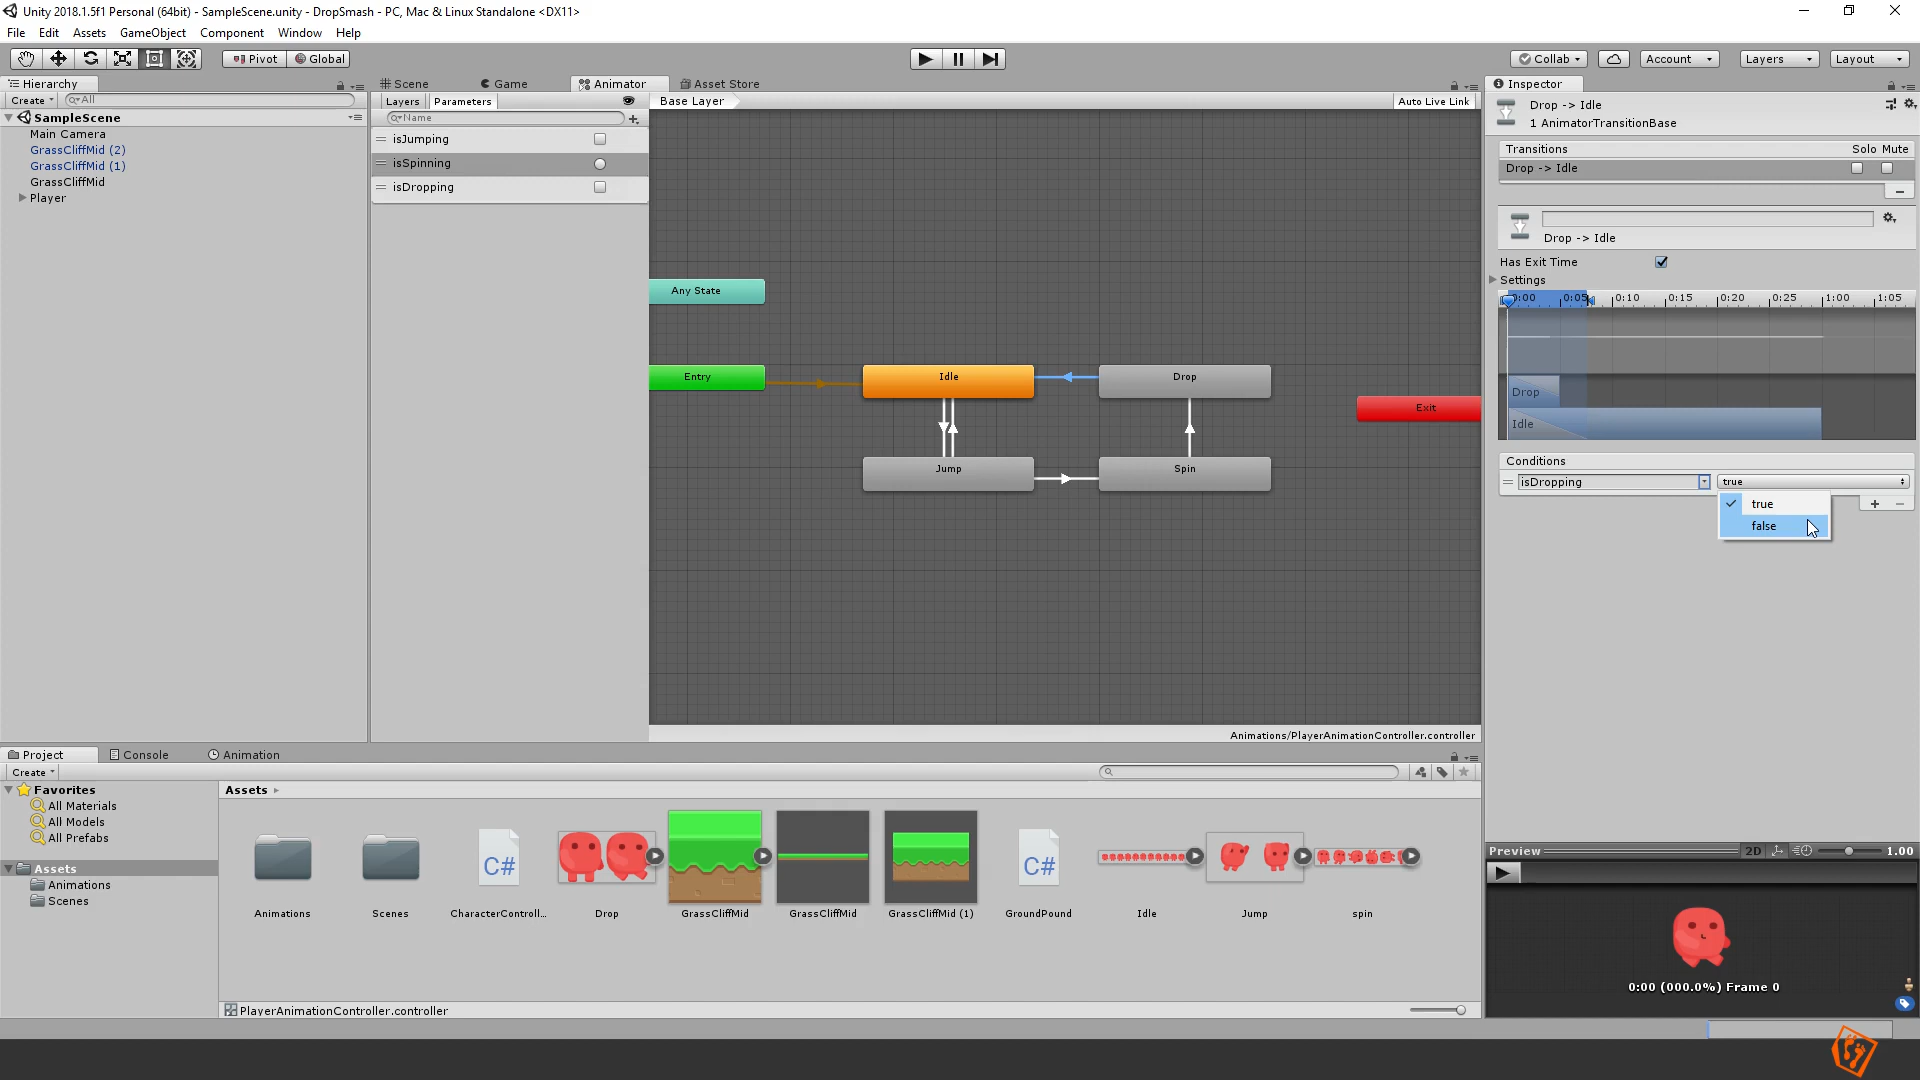 Unity 2018.1.5f1 Personal (64bit) - SampleScene.unity - DropSmash - PC, Mac & Linux Standalone <DX11>
File Edit Assets GameObject Component Window Help
Pivot Global Collab Account Layers Layout
Hierarchy
Create All
SampleScene
Main Camera
GrassCliffMid (2)
GrassCliffMid (1)
GrassCliffMid
Player
Scene Game Animator Asset Store
Layers Parameters
Base Layer
Auto Live Link
Name
isJumping
isSpinning
isDropping
Any State
Entry
Idle
Drop
Exit
Jump
Spin
Animations/PlayerAnimationController.controller
Inspector
Drop -> Idle
1 AnimatorTransitionBase
Transitions Solo Mute
Drop -> Idle
Drop -> Idle
Has Exit Time
Settings
0:00 0:05 0:10 0:15 0:20 0:25 1:00 1:05
Drop
Idle
Conditions
isDropping true
true
false
Preview 2D 1.00
0:00 (000.0%) Frame 0
Project Console Animation
Create
Favorites
All Materials
All Models
All Prefabs
Assets
Animations
Scenes
Assets
C# C#
Animations Scenes CharacterControll... Drop GrassCliffMid GrassCliffMid GrassCliffMid (1) GroundPound Idle Jump spin
PlayerAnimationController.controller